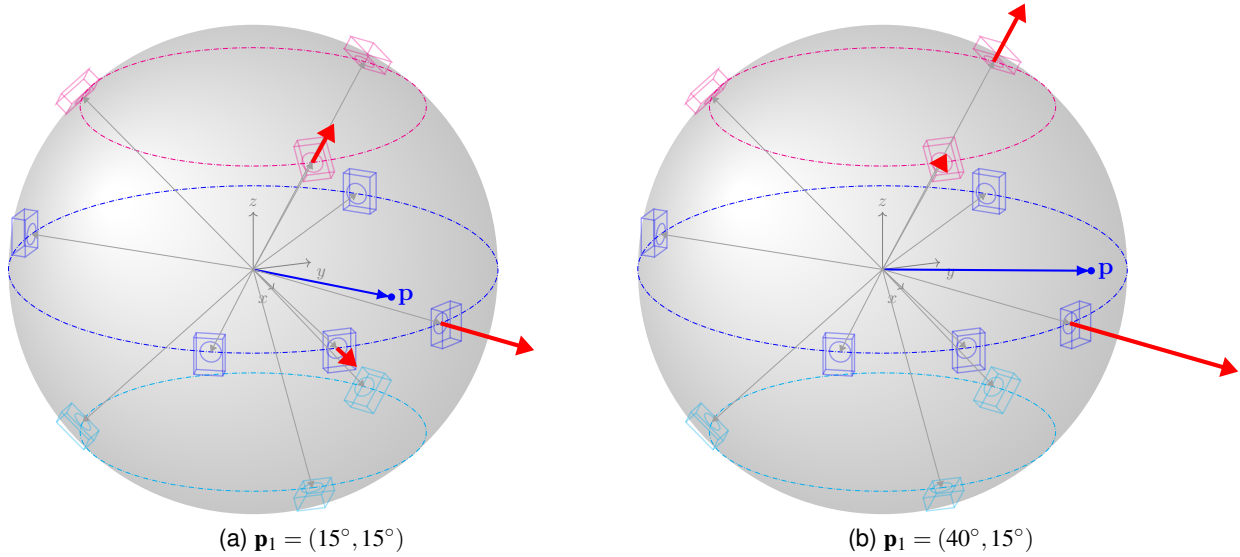 z
y
x
p
z
y
x
p
(a) p₁ = (15°, 15°)
(b) p₁ = (40°, 15°)